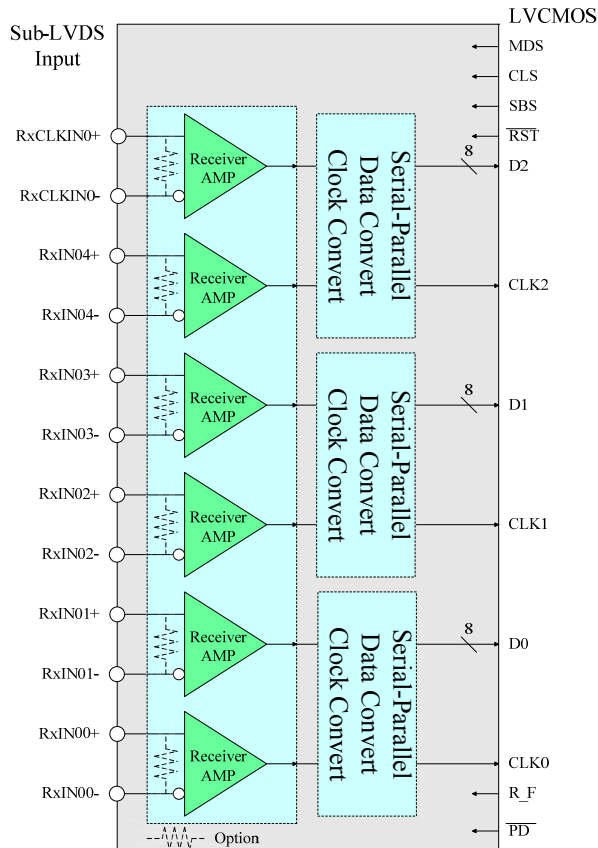 Sub-LVDS
Input
LVCMOS
MDS
CLS
SBS
RST
RxCLKIN0+
RxCLKIN0-
Receiver
AMP
RxIN04+
RxIN04-
Receiver
AMP
Serial-Parallel
Data Convert
Clock Convert
8
D2
CLK2
RxIN03+
RxIN03-
Receiver
AMP
RxIN02+
RxIN02-
Receiver
AMP
Serial-Parallel
Data Convert
Clock Convert
8
D1
CLK1
RxIN01+
RxIN01-
Receiver
AMP
RxIN00+
RxIN00-
Receiver
AMP
Serial-Parallel
Data Convert
Clock Convert
8
D0
CLK0
R_F
PD
Option